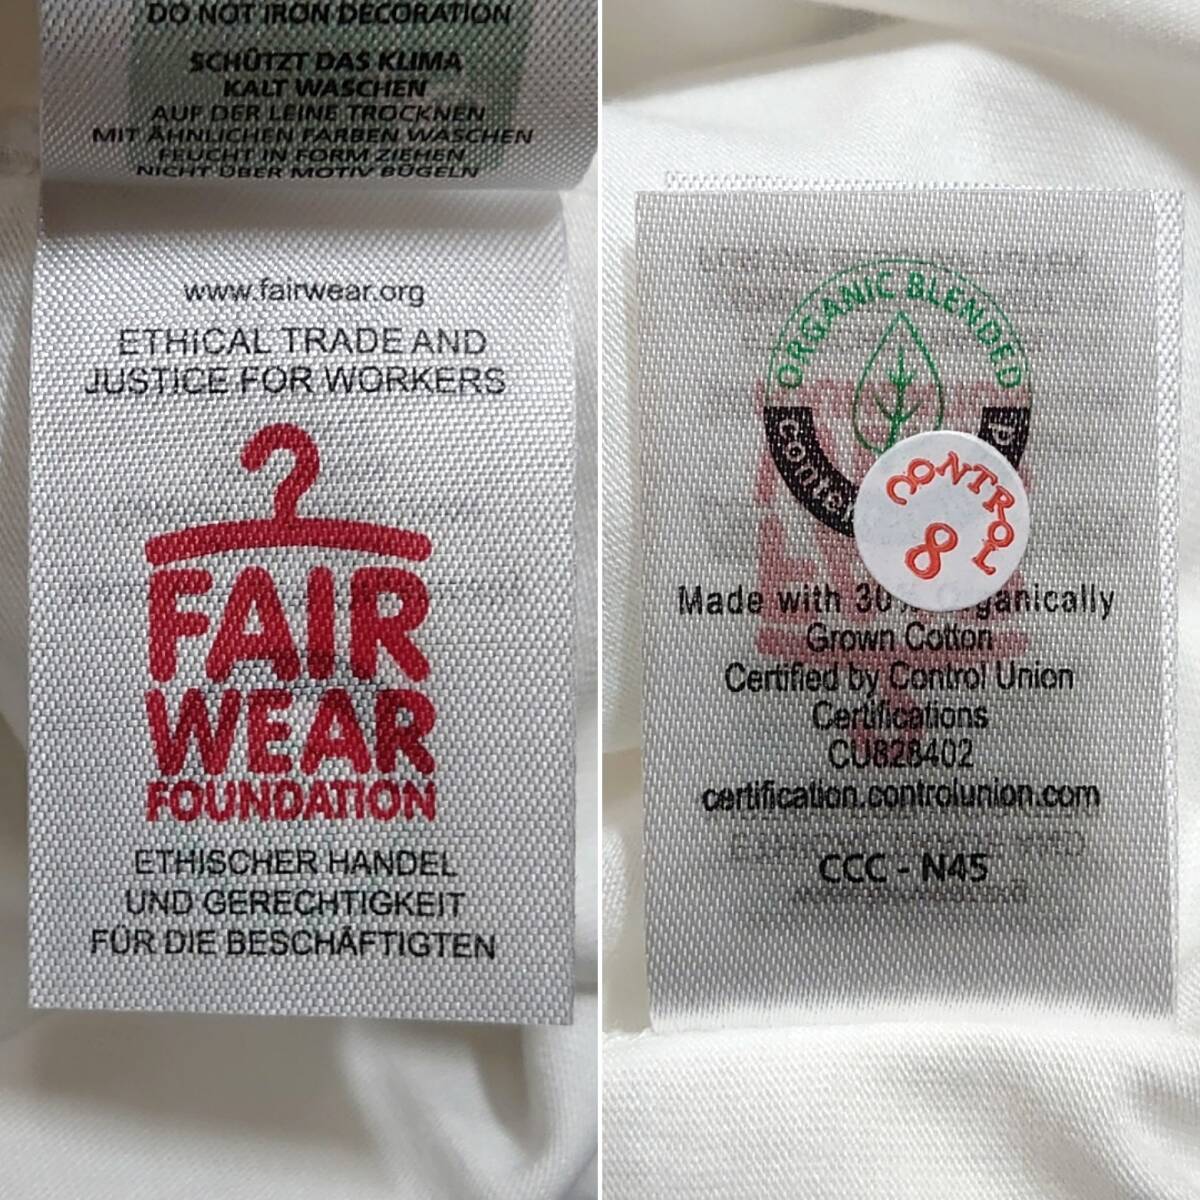 DO NOT IRON DECORATION
SCHÜTZT DAS KLIMA
KALT WASCHEN
AUF DER LEINE TROCKNEN
MIT ÄHNLICHEN FARBEN WASCHEN
FEUCHT IN FORM ZIEHEN
NICHT ÜBER MOTIV BÜGELN
www.fairwear.org
ETHICAL TRADE AND
JUSTICE FOR WORKERS
FAIR
WEAR
FOUNDATION
ETHISCHER HANDEL
UND GERECHTIGKEIT
FÜR DIE BESCHÄFTIGTEN
ORGANIC BLENDED
CONTROL
8
Made with
Grown Cotton
Certified by Control Union
Certifications
CU828402
certification.controlunion.com
CCC - N45